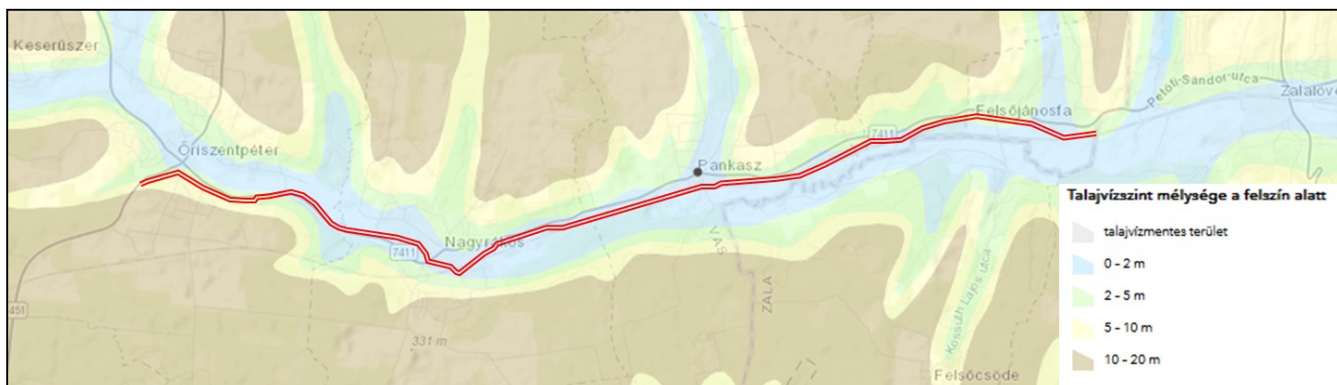 Keserűszer
Őriszentpéter
451
7411
Nagyrákos
331 m
Pankasz
7411
VAS
ZALA
Felsőjánosfa
Petőfi-Sándor-utca
Zalalöv
Kossuth Lajos utca
Felsőcsöde
Talajvízszint mélysége a felszín alatt
talajvízmentes terület
0 - 2 m
2 - 5 m
5 - 10 m
10 - 20 m